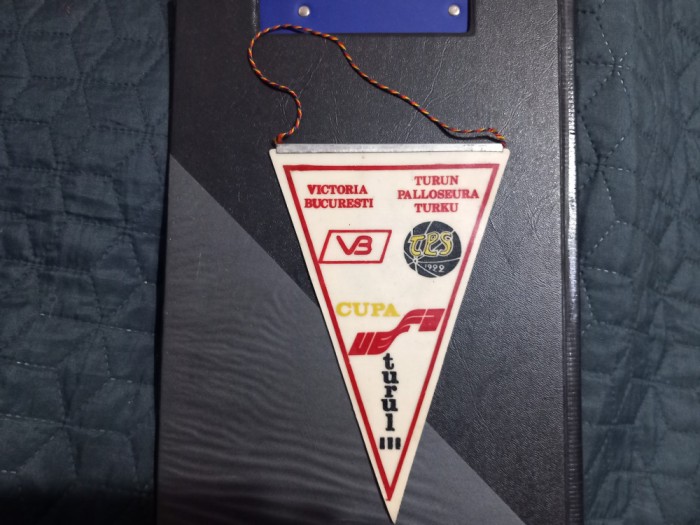 VICTORIA
BUCURESTI
TURUN
PALLOSEURA
TURKU
VB
TPS
1922
CUPA
UEFA
turul
III